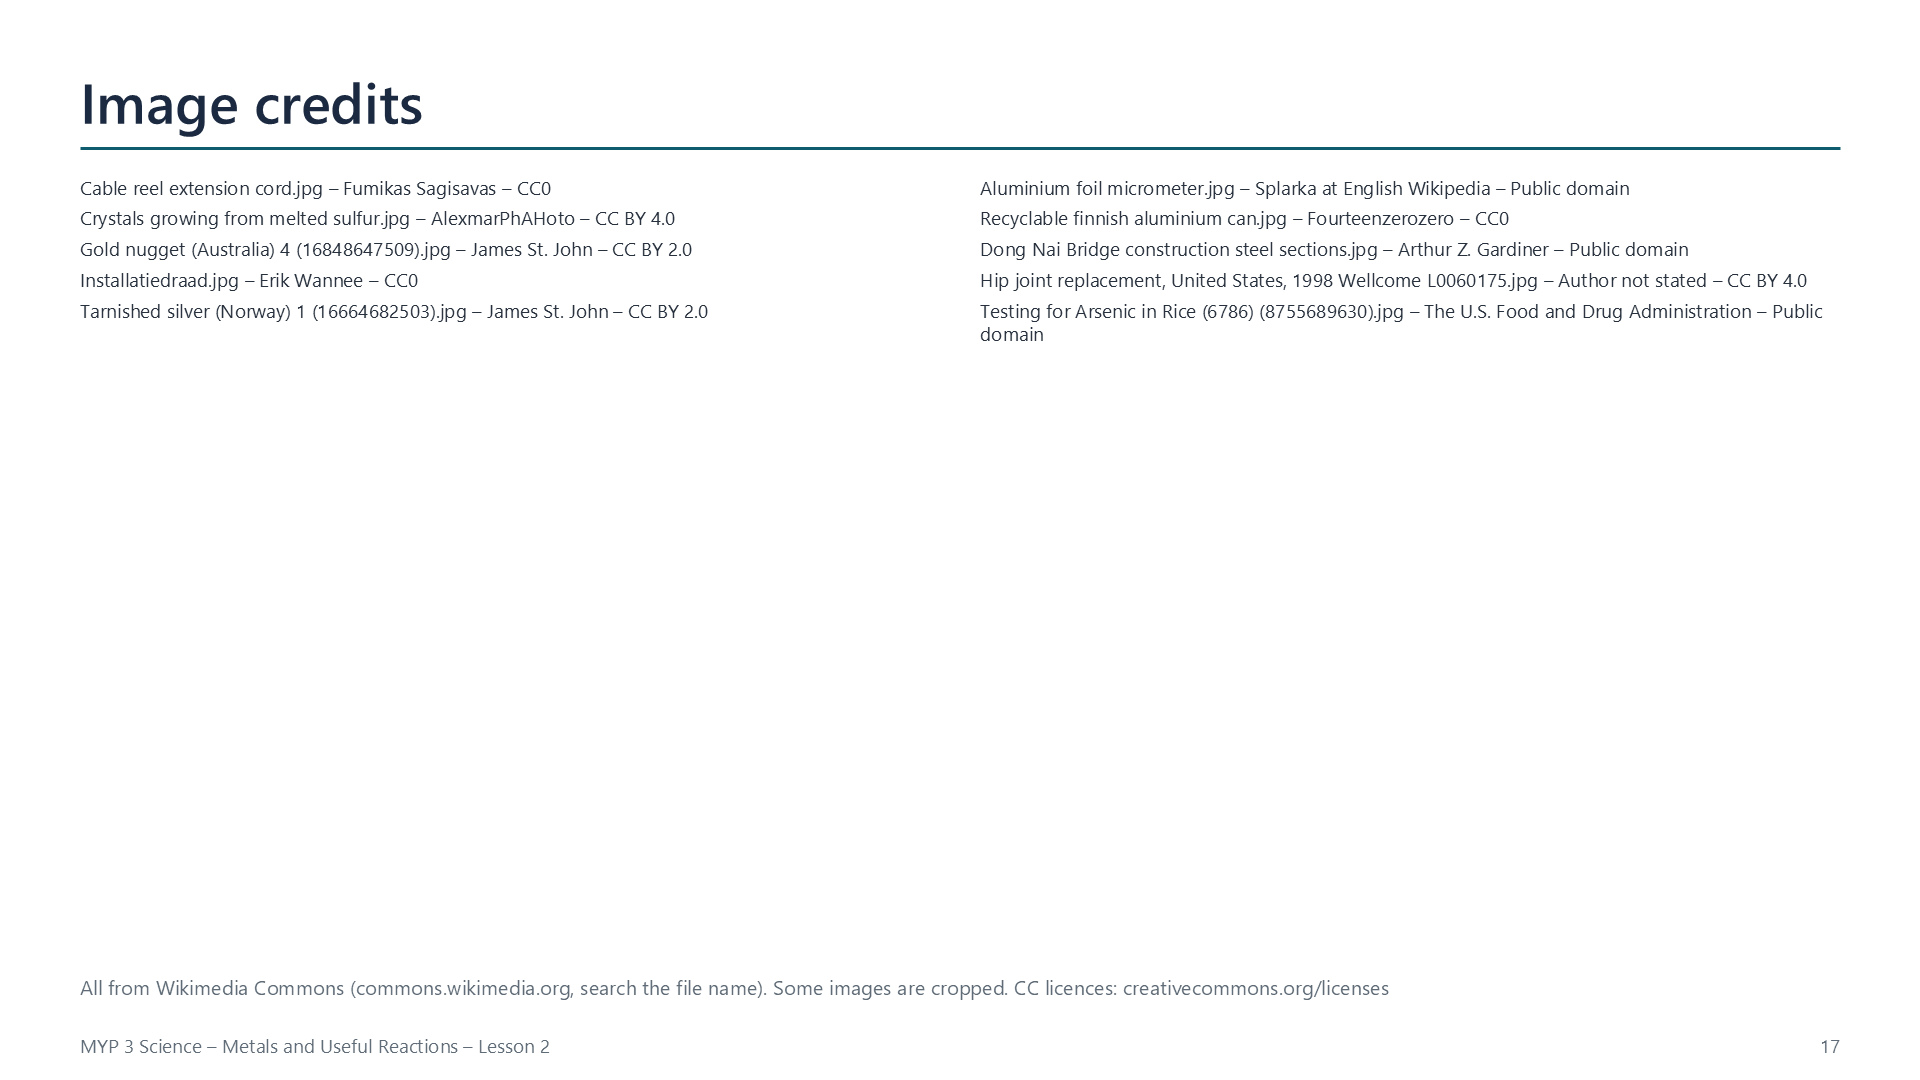 Image credits
Cable reel extension cord.jpg – Fumikas Sagisavas – CC0
Crystals growing from melted sulfur.jpg – AlexmarPhAHoto – CC BY 4.0
Gold nugget (Australia) 4 (16848647509).jpg – James St. John – CC BY 2.0
Installatiedraad.jpg – Erik Wannee – CC0
Tarnished silver (Norway) 1 (16664682503).jpg – James St. John – CC BY 2.0
Aluminium foil micrometer.jpg – Splarka at English Wikipedia – Public domain
Recyclable finnish aluminium can.jpg – Fourteenzerozero – CC0
Dong Nai Bridge construction steel sections.jpg – Arthur Z. Gardiner – Public domain
Hip joint replacement, United States, 1998 Wellcome L0060175.jpg – Author not stated – CC BY 4.0
Testing for Arsenic in Rice (6786) (8755689630).jpg – The U.S. Food and Drug Administration – Public
domain
All from Wikimedia Commons (commons.wikimedia.org, search the file name). Some images are cropped. CC licences: creativecommons.org/licenses
MYP 3 Science – Metals and Useful Reactions – Lesson 2
17